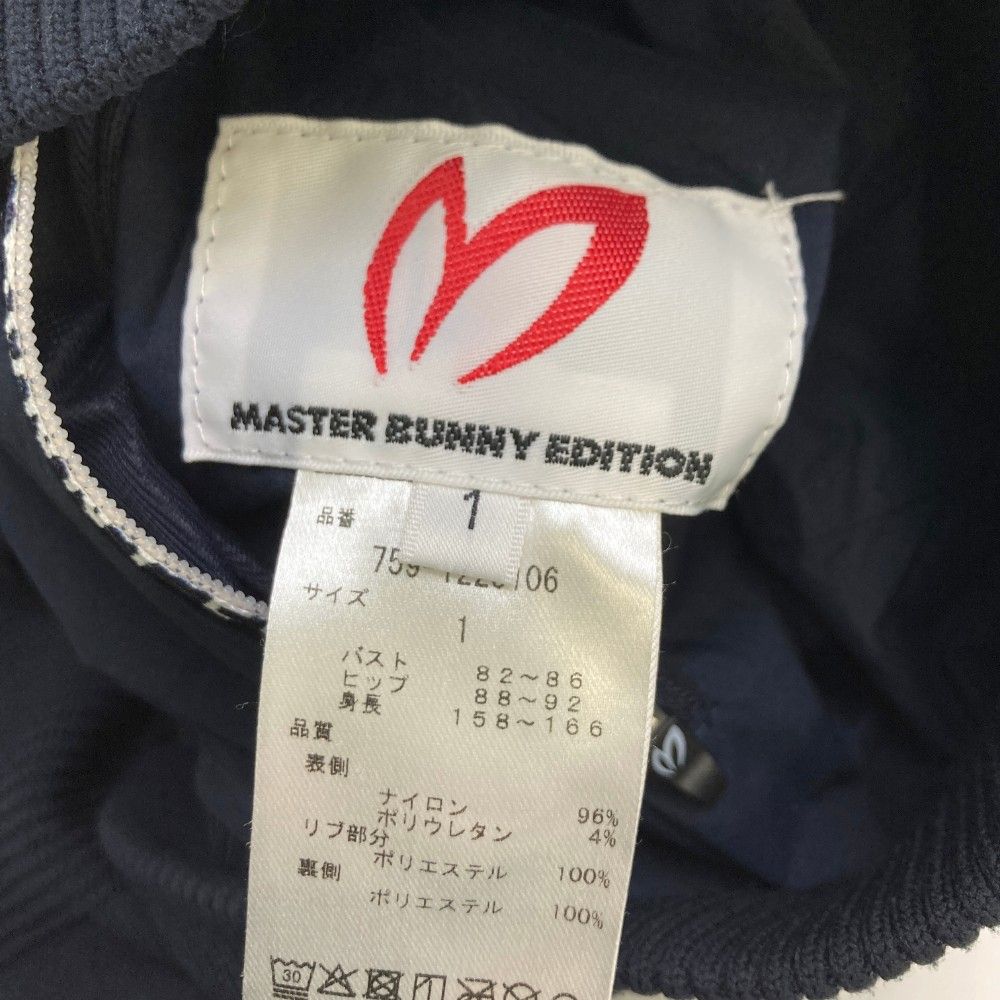 MASTER BUNNY EDITION
1
品番
759
106
サイズ
1
バスト 82～86
ヒップ 88～92
身長 158～166
品質
表側
ナイロン 96%
ポリウレタン 4%
リブ部分
ポリエステル 100%
裏側
ポリエステル 100%
30